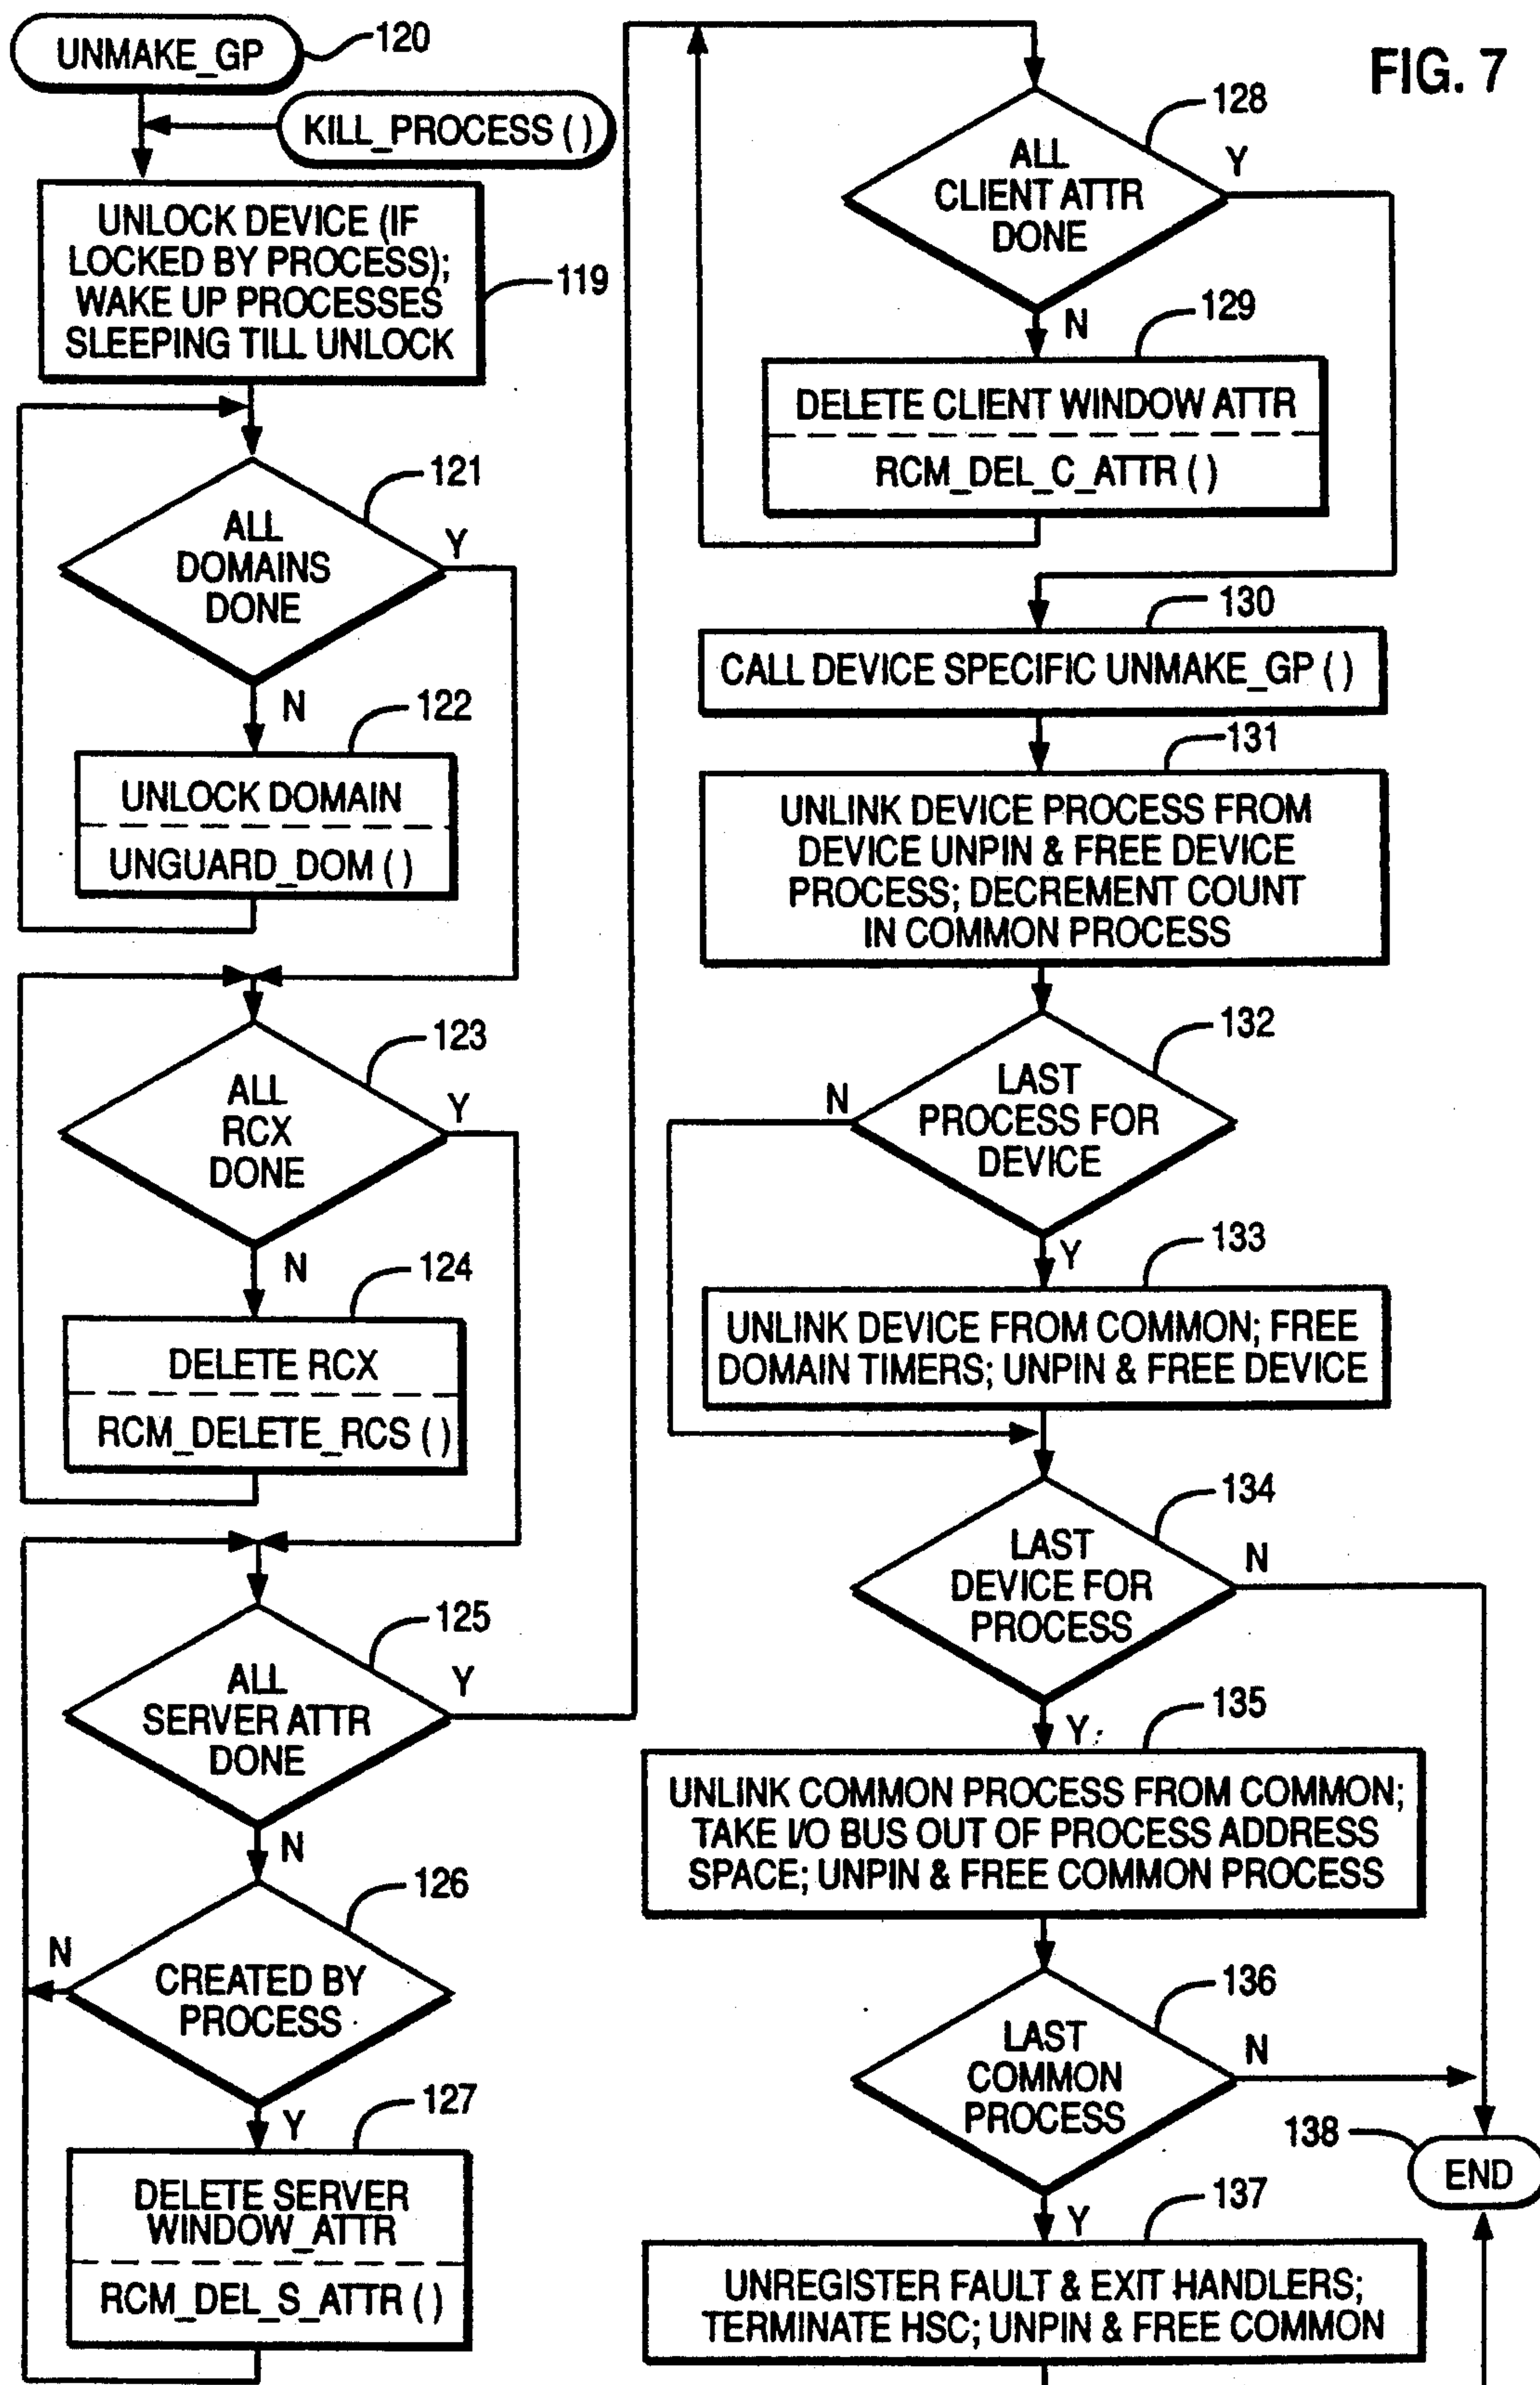 FIG. 7
UNMAKE_GP
120
KILL_PROCESS ( )
UNLOCK DEVICE (IF
LOCKED BY PROCESS);
WAKE UP PROCESSES
SLEEPING TILL UNLOCK
119
121
ALL
DOMAINS
DONE
Y
N
122
UNLOCK DOMAIN
UNGUARD_DOM ( )
123
ALL
RCX
DONE
Y
N
124
DELETE RCX
RCM_DELETE_RCS ( )
125
ALL
SERVER ATTR
DONE
Y
N
126
CREATED BY
PROCESS
N
Y
127
DELETE SERVER
WINDOW_ATTR
RCM_DEL_S_ATTR ( )
128
ALL
CLIENT ATTR
DONE
Y
N
129
DELETE CLIENT WINDOW ATTR
RCM_DEL_C_ATTR ( )
130
CALL DEVICE SPECIFIC UNMAKE_GP ( )
131
UNLINK DEVICE PROCESS FROM
DEVICE UNPIN & FREE DEVICE
PROCESS; DECREMENT COUNT
IN COMMON PROCESS
132
LAST
PROCESS FOR
DEVICE
N
Y
133
UNLINK DEVICE FROM COMMON; FREE
DOMAIN TIMERS; UNPIN & FREE DEVICE
134
LAST
DEVICE FOR
PROCESS
N
Y
135
UNLINK COMMON PROCESS FROM COMMON;
TAKE I/O BUS OUT OF PROCESS ADDRESS
SPACE; UNPIN & FREE COMMON PROCESS
136
LAST
COMMON
PROCESS
N
Y
137
UNREGISTER FAULT & EXIT HANDLERS;
TERMINATE HSC; UNPIN & FREE COMMON
138
END